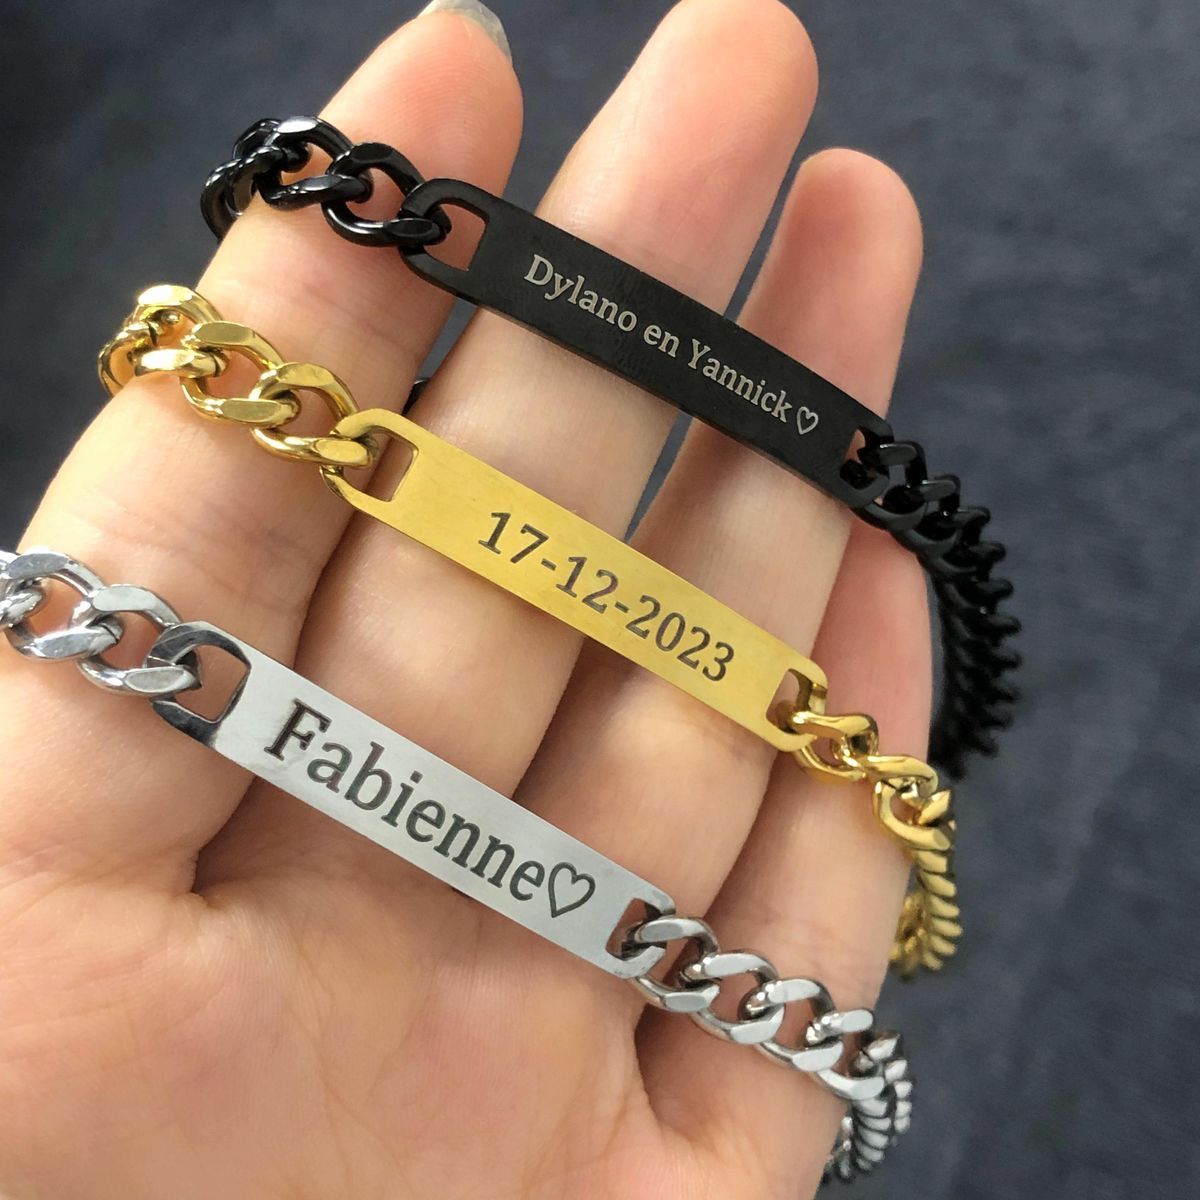 Dylano en Yannick♡
17-12-2023
Fabienne♡